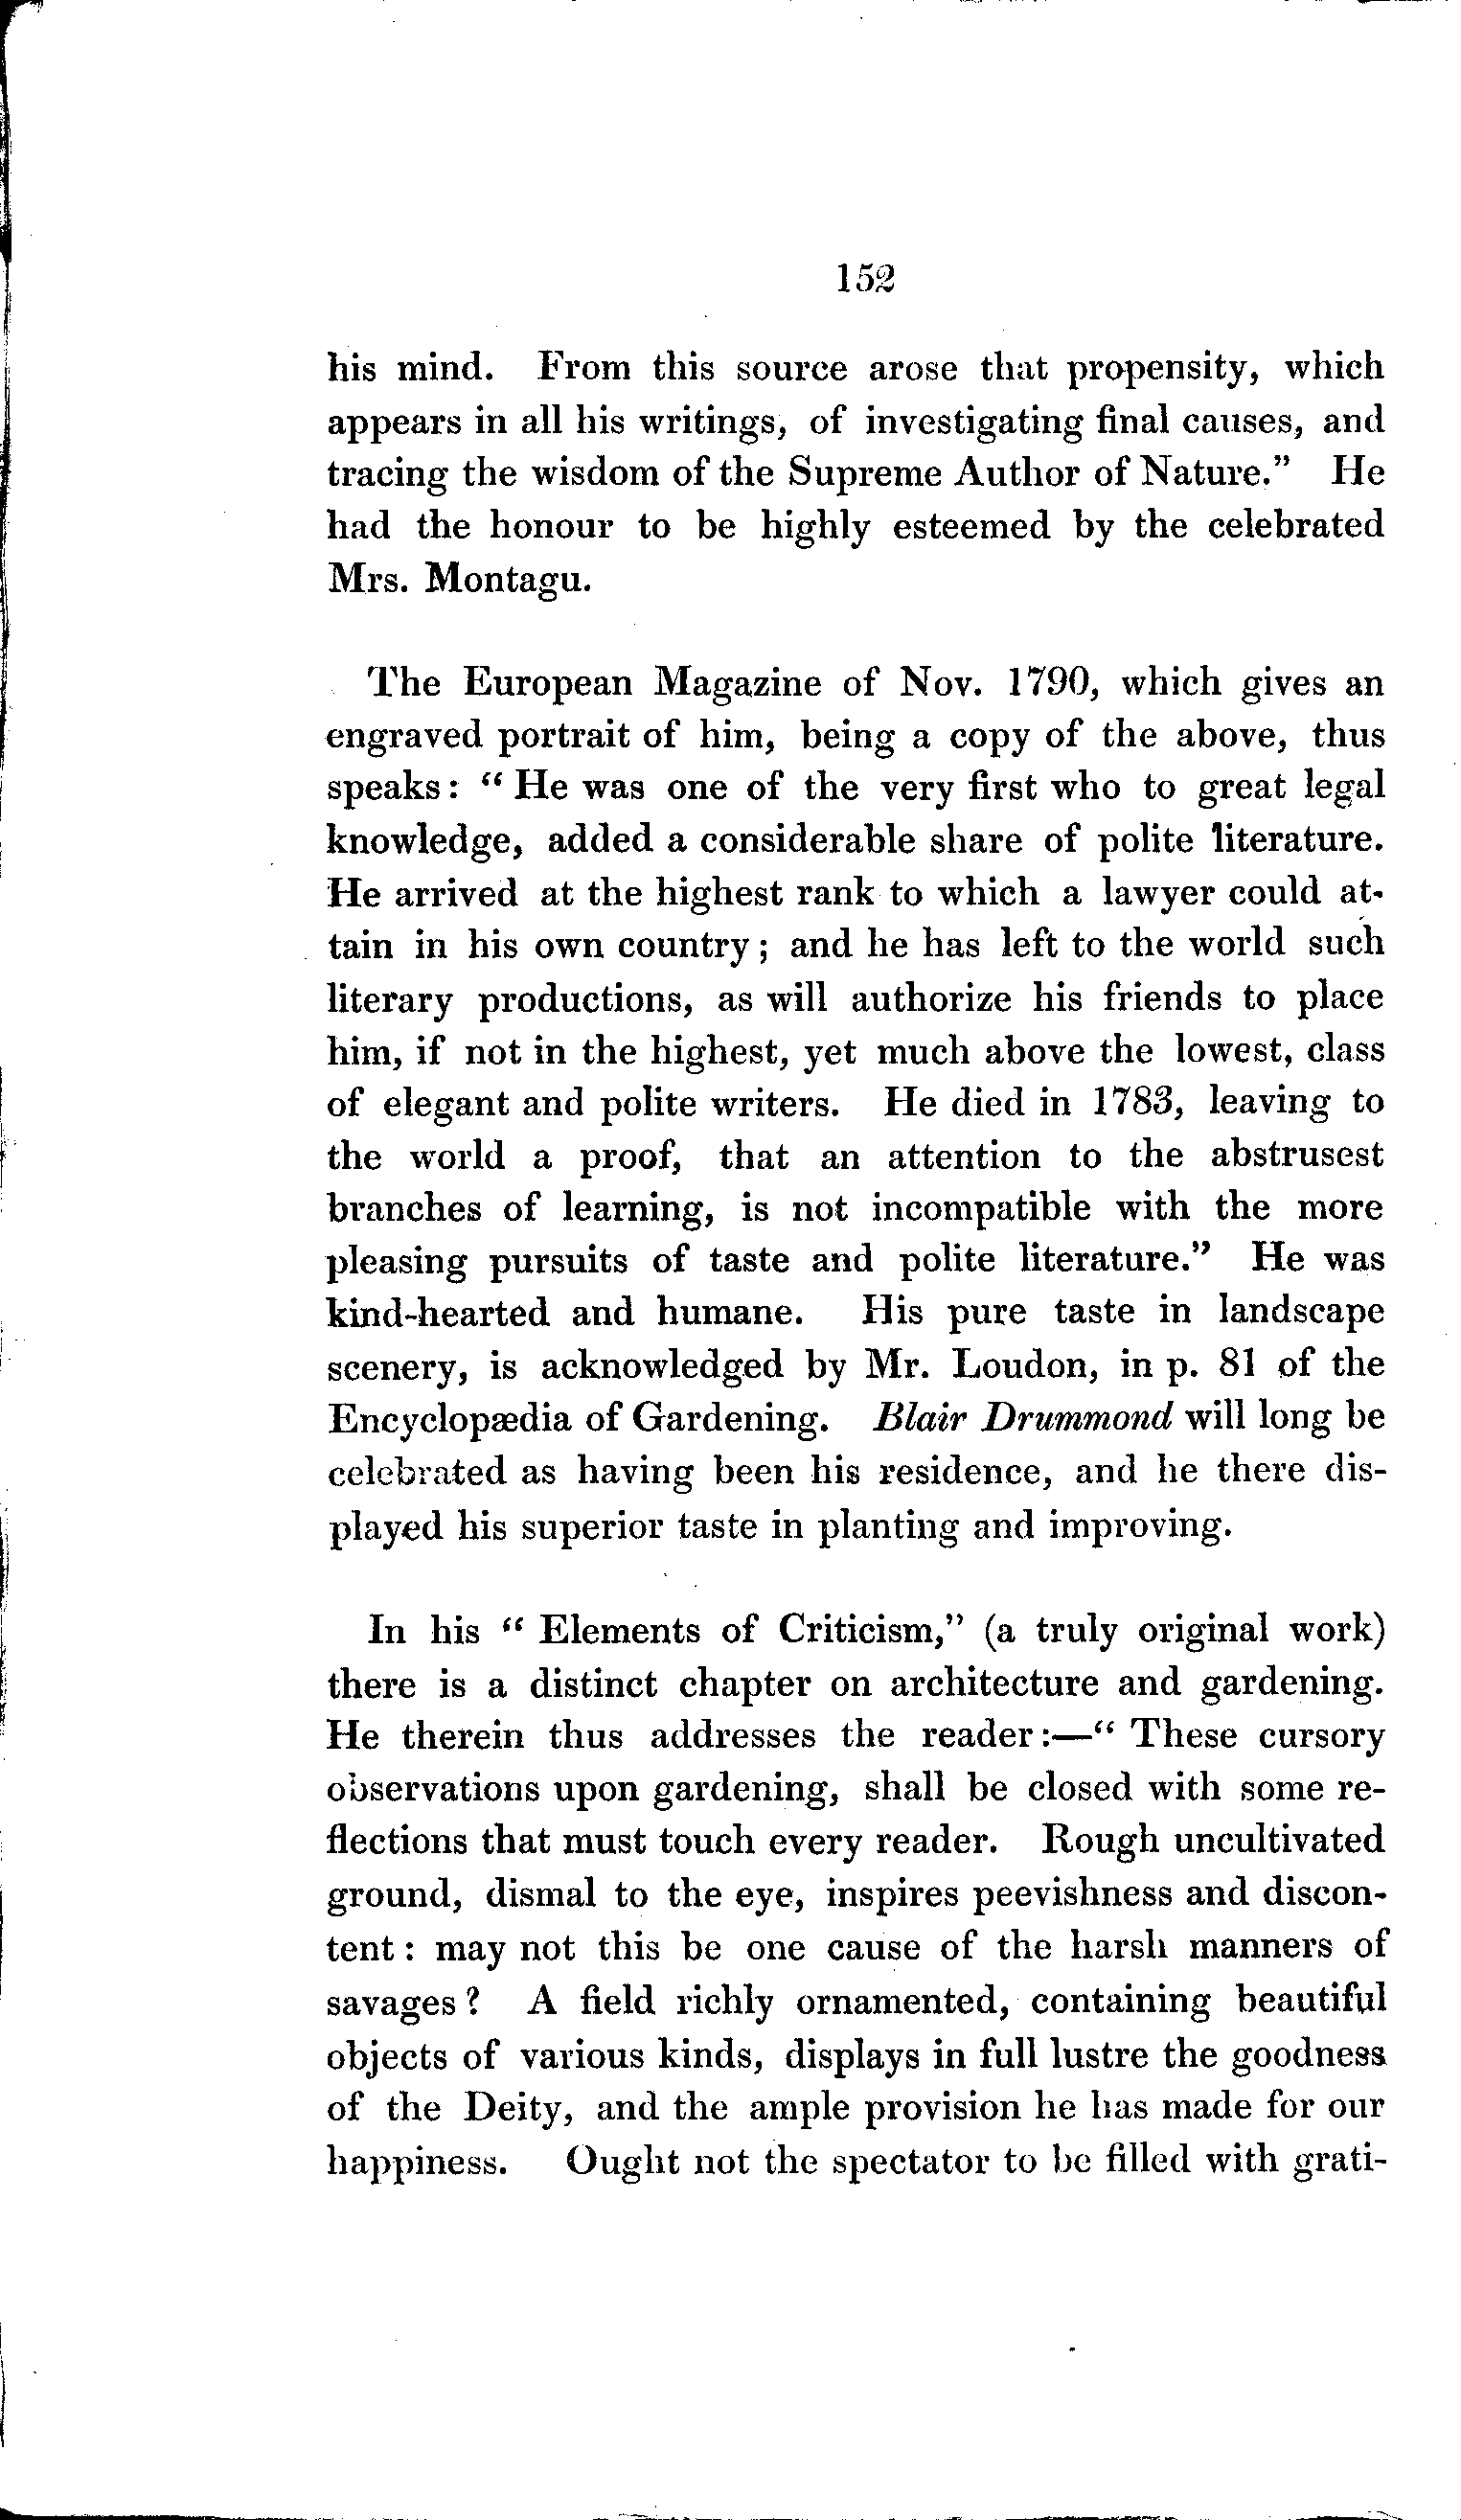 152
his mind. From this source arose that propensity, which
appears in all his writings, of investigating final causes, and
tracing the wisdom of the Supreme Author of Nature." He
had the honour to be highly esteemed by the celebrated
Mrs. Montagu.
The European Magazine of Nov. 1790, which gives an
engraved portrait of him, being a copy of the above, thus
speaks: "He was one of the very first who to great legal
knowledge, added a considerable share of polite literature.
He arrived at the highest rank to which a lawyer could at-
tain in his own country; and he has left to the world such
literary productions, as will authorize his friends to place
him, if not in the highest, yet much above the lowest, class
of elegant and polite writers. He died in 1783, leaving to
the world a proof, that an attention to the abstrusest
branches of learning, is not incompatible with the more
pleasing pursuits of taste and polite literature." He was
kind-hearted and humane. His pure taste in landscape
scenery, is acknowledged by Mr. Loudon, in p. 81 of the
Encyclopædia of Gardening. Blair Drummond will long be
celebrated as having been his residence, and he there dis-
played his superior taste in planting and improving.
In his "Elements of Criticism," (a truly original work)
there is a distinct chapter on architecture and gardening.
He therein thus addresses the reader:—"These cursory
observations upon gardening, shall be closed with some re-
flections that must touch every reader. Rough uncultivated
ground, dismal to the eye, inspires peevishness and discon-
tent: may not this be one cause of the harsh manners of
savages? A field richly ornamented, containing beautiful
objects of various kinds, displays in full lustre the goodness
of the Deity, and the ample provision he has made for our
happiness. Ought not the spectator to be filled with grati-